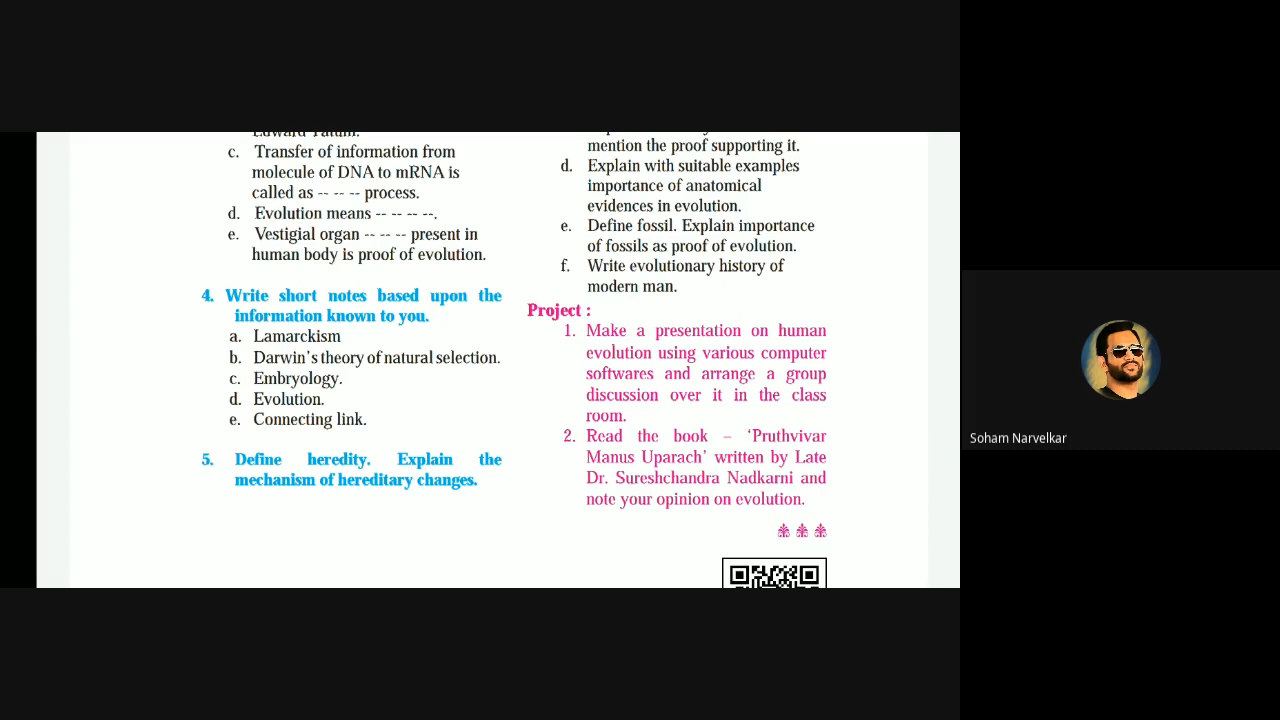 Edward Tatum.
c. Transfer of information from
molecule of DNA to mRNA is
called as -- -- -- process.
d. Evolution means -- -- -- --.
e. Vestigial organ -- -- -- present in
human body is proof of evolution.
4. Write short notes based upon the
information known to you.
a. Lamarckism
b. Darwin's theory of natural selection.
c. Embryology.
d. Evolution.
e. Connecting link.
5. Define heredity. Explain the
mechanism of hereditary changes.
mention the proof supporting it.
d. Explain with suitable examples
importance of anatomical
evidences in evolution.
e. Define fossil. Explain importance
of fossils as proof of evolution.
f. Write evolutionary history of
modern man.
Project :
1. Make a presentation on human
evolution using various computer
softwares and arrange a group
discussion over it in the class
room.
2. Read the book – ‘Pruthvivar
Manus Uparach’ written by Late
Dr. Sureshchandra Nadkarni and
note your opinion on evolution.
Soham Narvelkar